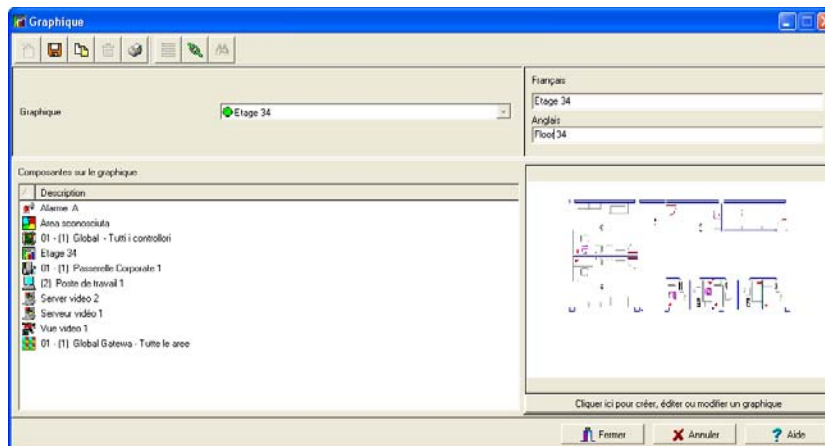 Graphique
Français
Etage 34
Graphique
Etage 34
Anglais
Floor34
Composantes sur le graphique
Description
Alarme A
Area sconosciuta
01 - (1) Global - Tutti i controllori
Etage 34
01 - (1) Passerelle Corporate 1
(2) Poste de travail 1
Server video 2
Serveur vidéo 1
Vue video 1
01 - (1) Global Gatewa - Tutte le aree
Cliquer ici pour créer, éditer ou modifier un graphique
Fermer
Annuler
Aide